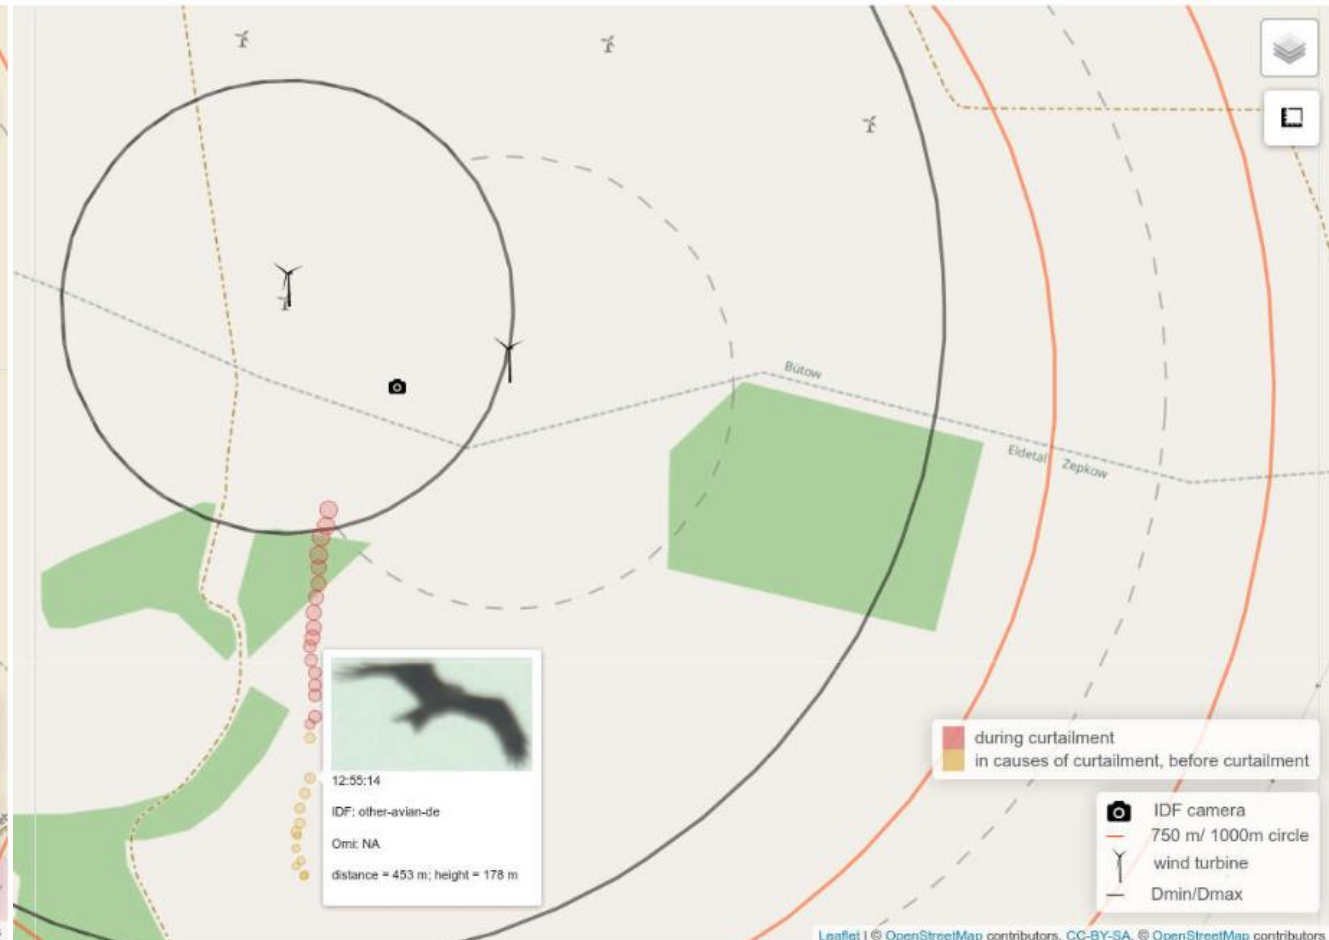 Bütow
Eldetal
Zepkow
12:55:14
IDF: other-avian-de
Omi: NA
distance = 453 m; height = 178 m
during curtailment
in causes of curtailment, before curtailment
IDF camera
750 m/ 1000m circle
wind turbine
Dmin/Dmax
Leaflet | © OpenStreetMap contributors, CC-BY-SA, © OpenStreetMap contributors